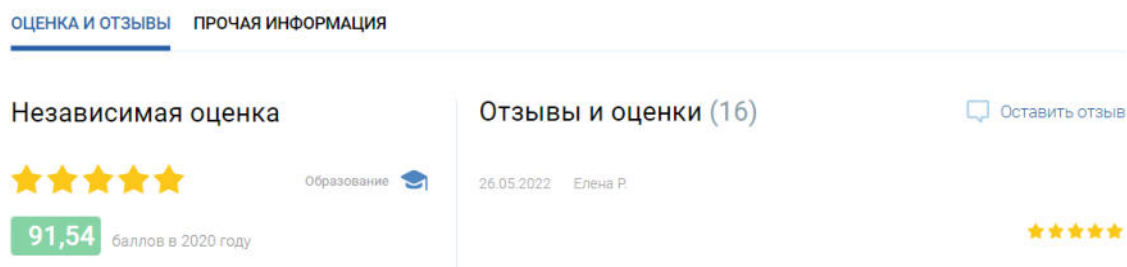 ОЦЕНКА И ОТЗЫВЫ ПРОЧАЯ ИНФОРМАЦИЯ
Независимая оценка
Образование
91,54 баллов в 2020 году
Отзывы и оценки (16)
Оставить отзыв
26.05.2022 Елена Р.